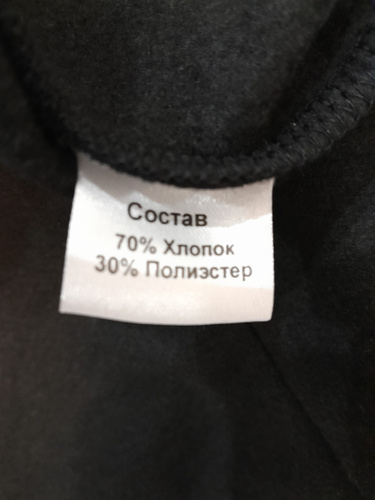 Состав
70% Хлопок
30% Полиэстер